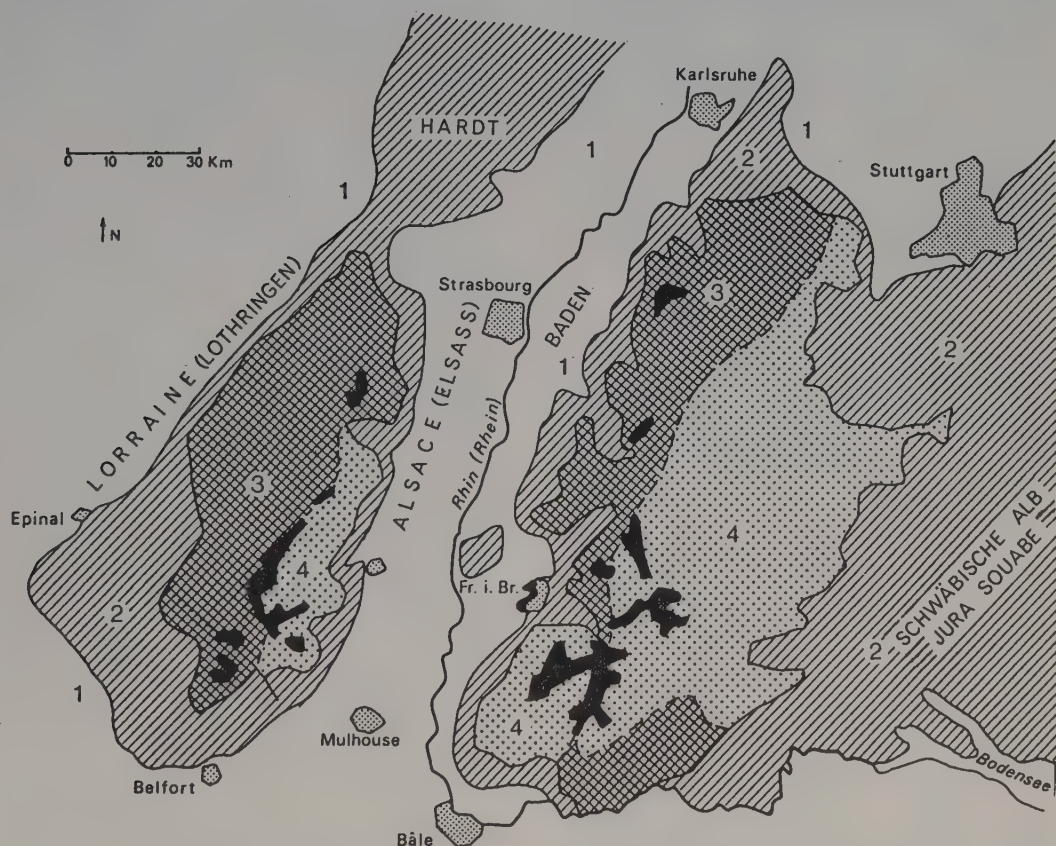 Karlsruhe
HARDT
1
1
2
Stuttgart
0 10 20 30 Km
1
N
LORRAINE (LOTHRINGEN)
Strasbourg
3
BADEN
2
1
ALSACE (ELSASS)
Rhin (Rhein)
3
Epinal
4
4
Fr. i. Br.
2
2 - SCHWÄBISCHE ALB
JURA SOUABE
1
4
Mulhouse
Belfort
Bodensee
Bâle